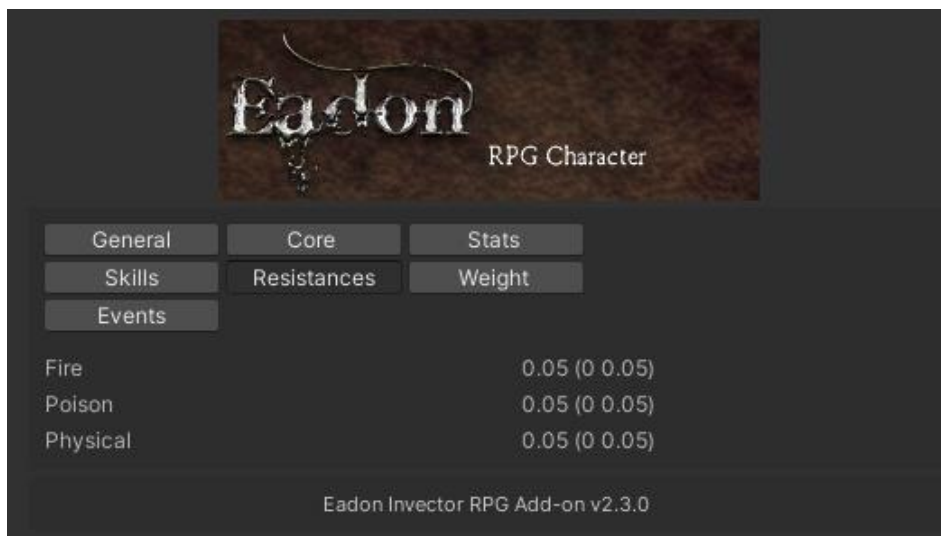 Eadon
RPG Character
General Core Stats
Skills Resistances Weight
Events
Fire 0.05 (0 0.05)
Poison 0.05 (0 0.05)
Physical 0.05 (0 0.05)
Eadon Invector RPG Add-on v2.3.0